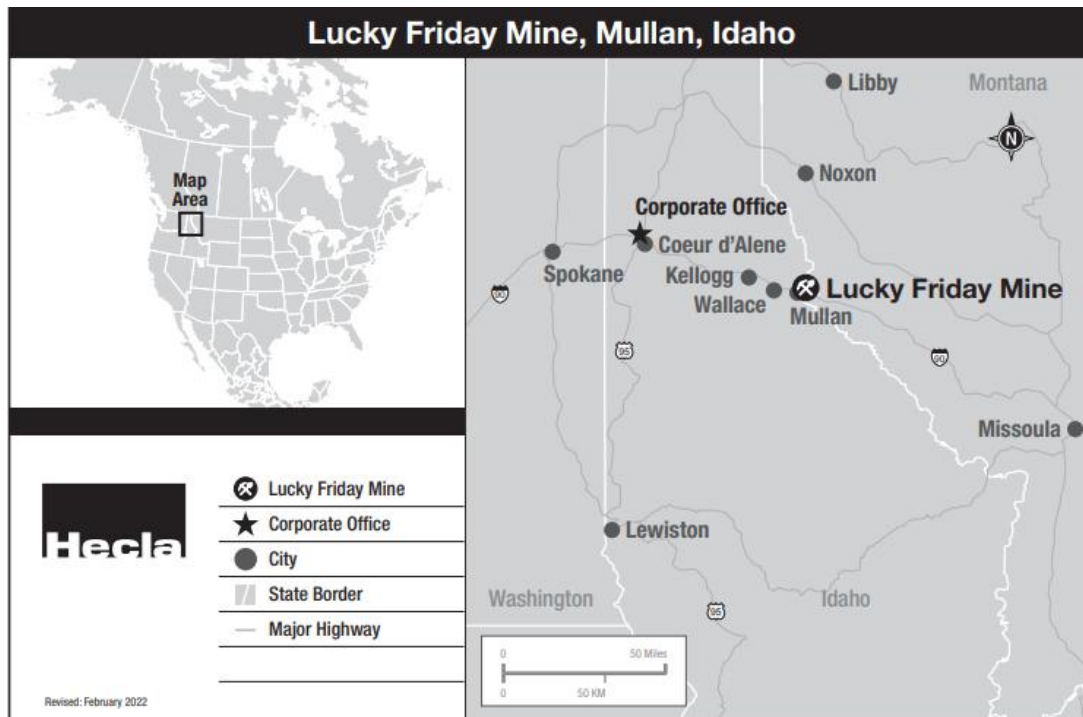 Lucky Friday Mine, Mullan, Idaho
Map
Area
Libby
Montana
N
Noxon
Corporate Office
Coeur d'Alene
Spokane
Kellogg
Lucky Friday Mine
Wallace
Mullan
90
95
90
Missoula
Lewiston
Washington
Idaho
95
0 50 Miles
0 50 KM
Hecla
Lucky Friday Mine
Corporate Office
City
State Border
Major Highway
Revised: February 2022